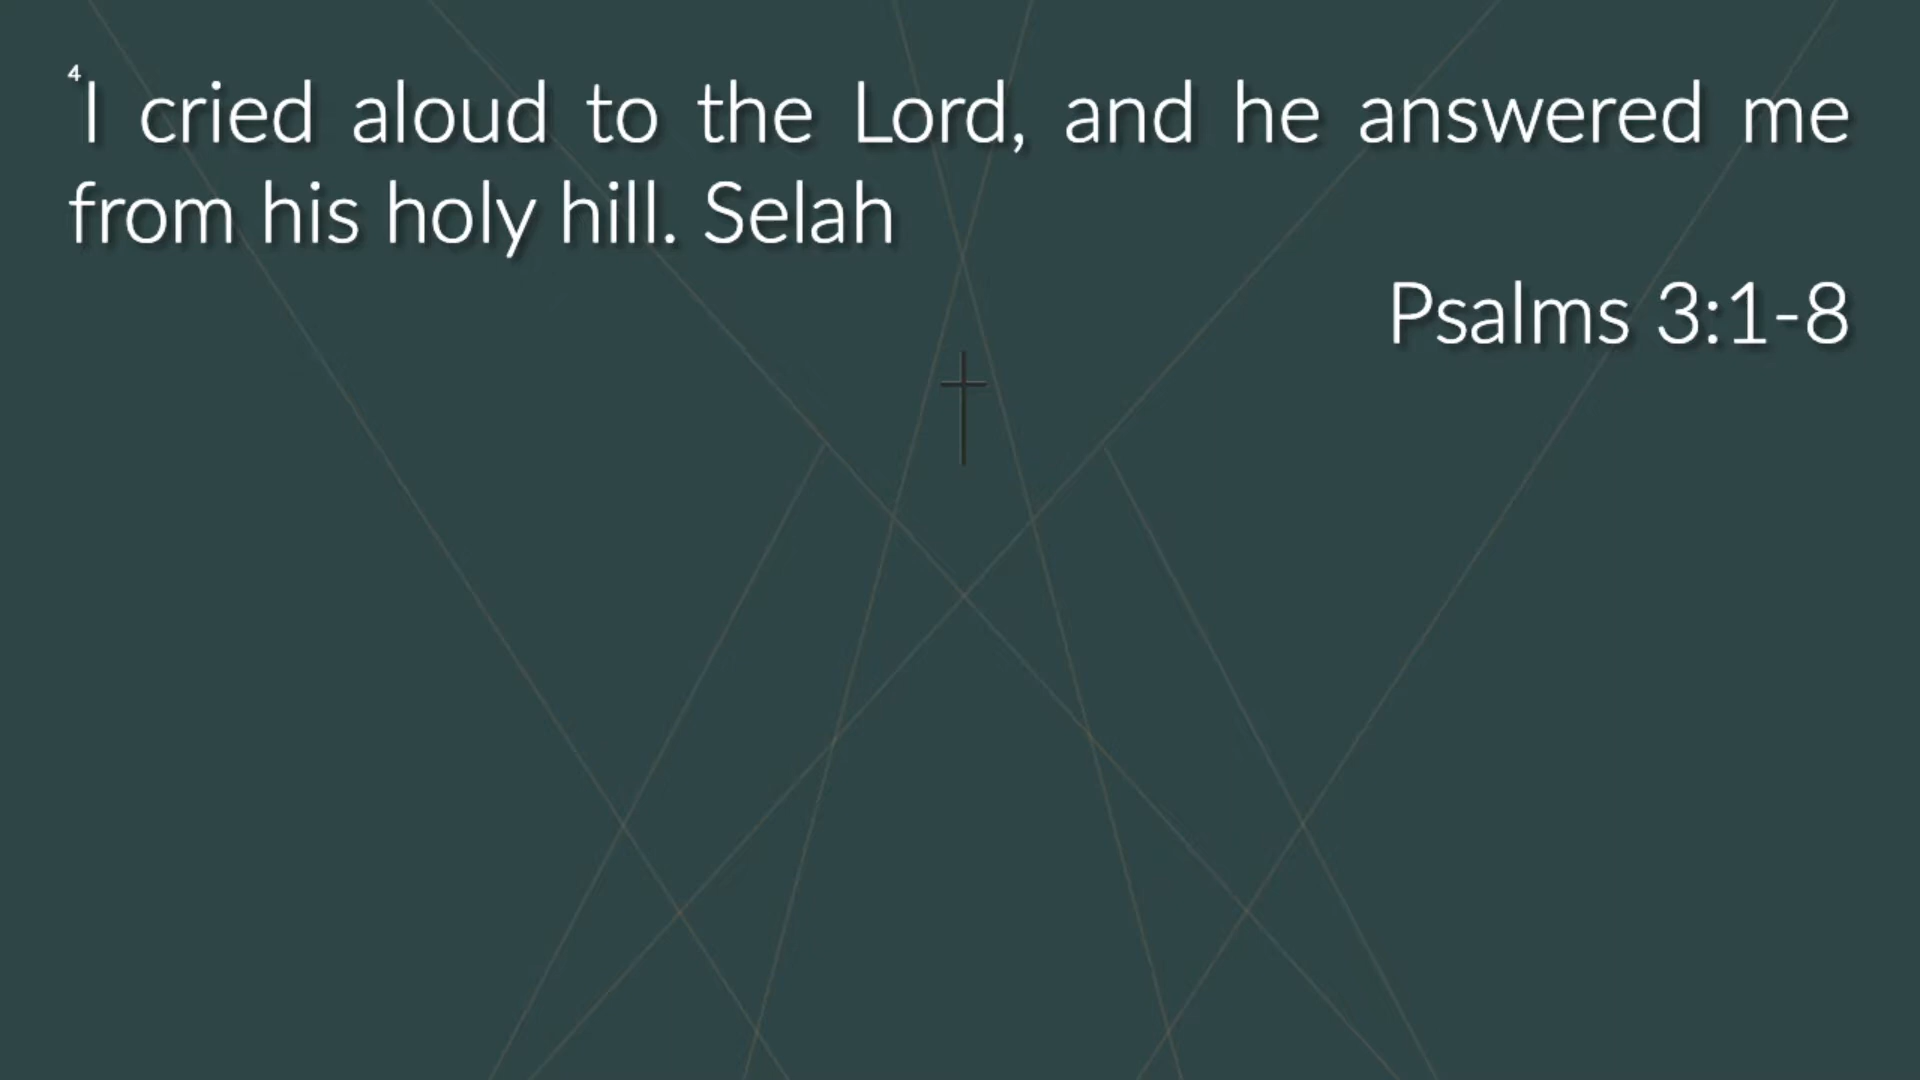 4I cried aloud to the Lord, and he answered me
from his holy hill. Selah
Psalms 3:1-8